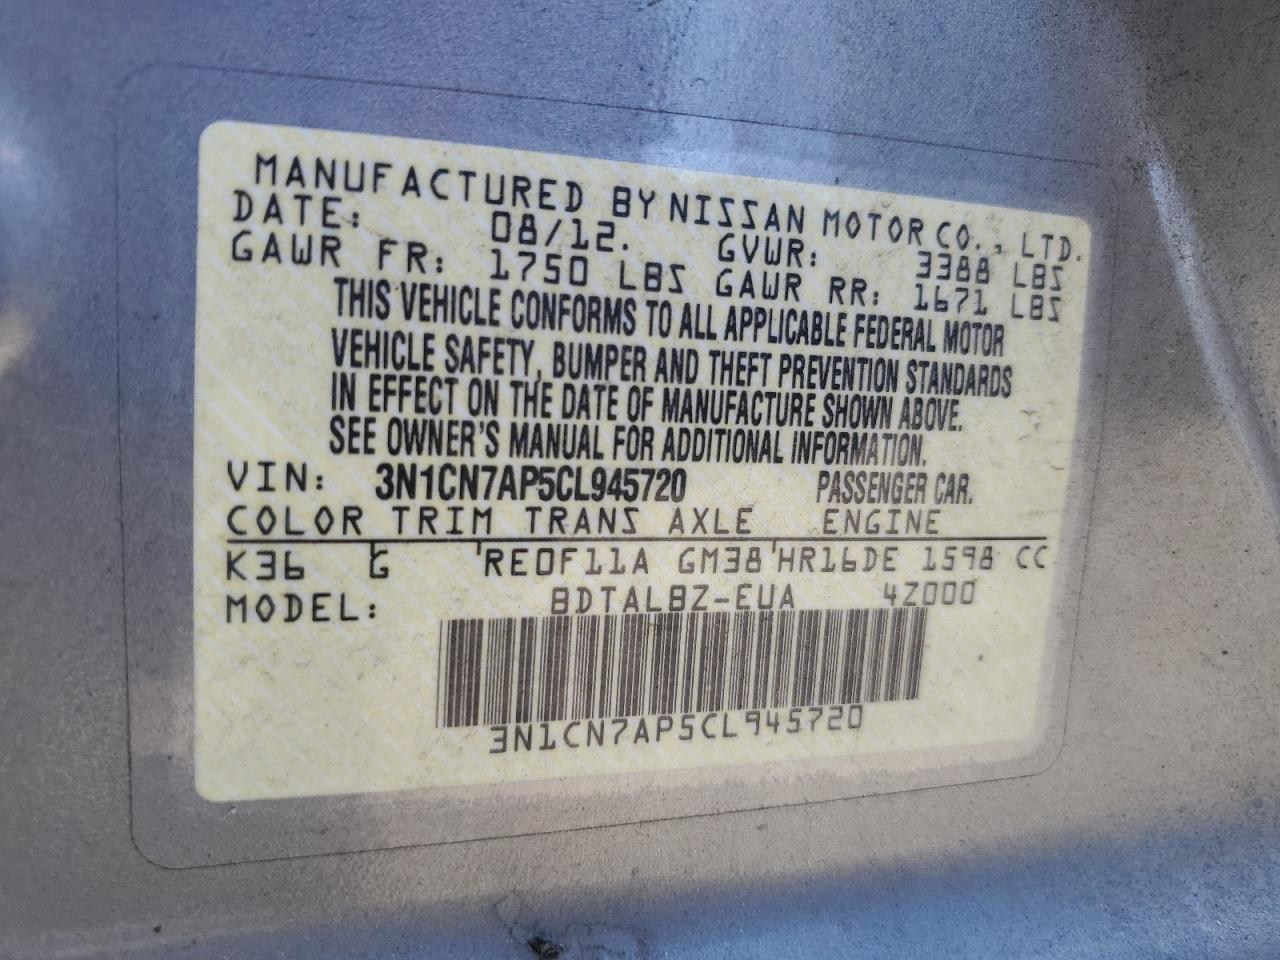 MANUFACTURED BY NISSAN MOTOR CO., LTD.
DATE: 08/12. GVWR: 3388 LBS
GAWR FR: 1750 LBS GAWR RR: 1671 LBS
THIS VEHICLE CONFORMS TO ALL APPLICABLE FEDERAL MOTOR
VEHICLE SAFETY, BUMPER AND THEFT PREVENTION STANDARDS
IN EFFECT ON THE DATE OF MANUFACTURE SHOWN ABOVE.
SEE OWNER'S MANUAL FOR ADDITIONAL INFORMATION.
VIN: 3N1CN7AP5CL945720 PASSENGER CAR.
COLOR TRIM TRANS AXLE ENGINE
K36 G RE0F11A GM38 HR16DE 1598 CC
MODEL: BDTALBZ-EUA 4Z000
3N1CN7AP5CL945720